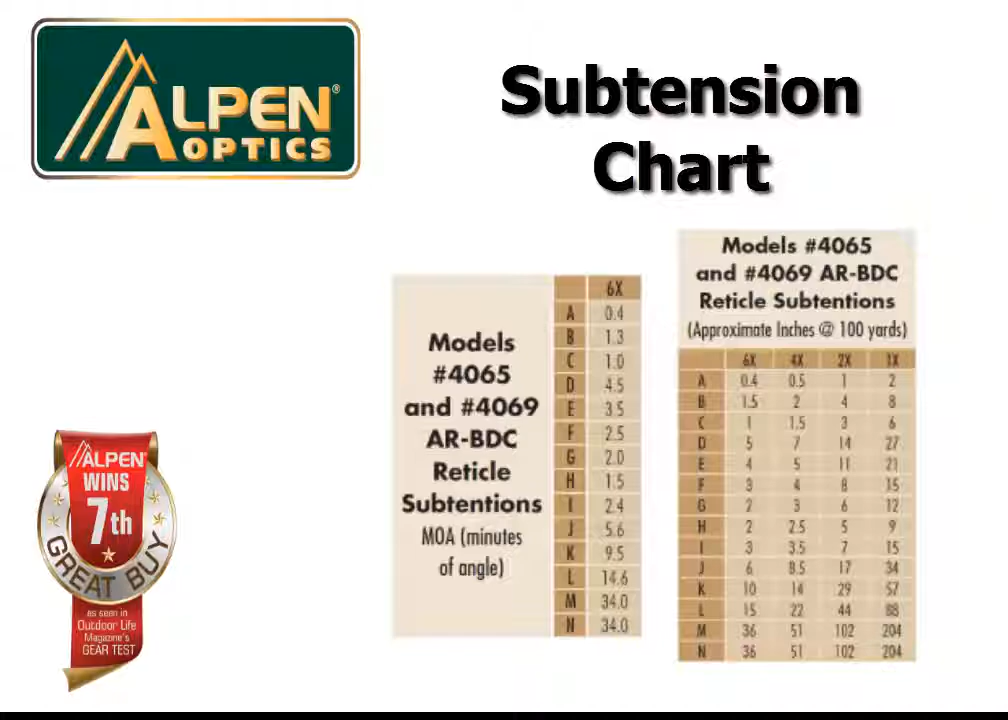 ALPEN®
OPTICS
Subtension
Chart
Models
#4065
and #4069
AR-BDC
Reticle
Subtentions
MOA (minutes
of angle)
6X
A 0.4
B 1.3
C 1.0
D 4.5
E 3.5
F 2.5
G 2.0
H 1.5
I 2.4
J 5.6
K 9.5
L 14.6
M 34.0
N 34.0
Models #4065
and #4069 AR-BDC
Reticle Subtentions
(Approximate Inches @ 100 yards)
6X 4X 2X 1X
A 0.4 0.5 1 2
B 1.5 2 4 8
C 1 1.5 3 6
D 5 7 14 27
E 4 5 11 21
F 3 4 8 15
G 2 3 6 12
H 2 2.5 5 9
I 3 3.5 7 15
J 6 8.5 17 34
K 10 14 29 57
L 15 22 44 88
M 36 51 102 204
N 36 51 102 204
ALPEN
WINS
7th
GREAT BUY
as seen in
Outdoor Life
Magazine's
GEAR TEST